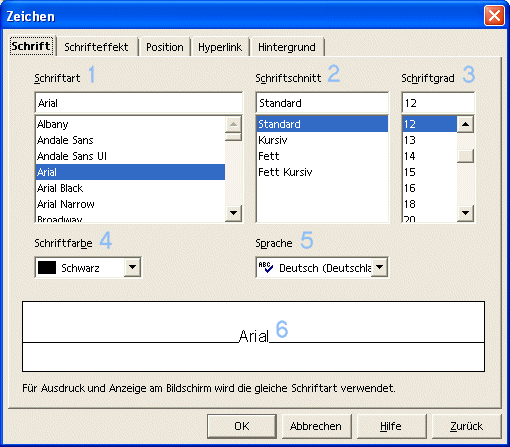 Zeichen
Schrift Schrifteffekt Position Hyperlink Hintergrund
Schriftart 1 Schriftschnitt 2 Schriftgrad 3
Arial Standard 12
Albany Standard 12
Andale Sans Kursiv 13
Andale Sans UI Fett 14
Arial Fett Kursiv 15
Arial Black 16
Arial Narrow 18
Broadway 20
Schriftfarbe 4 Sprache 5
Schwarz ABC Deutsch (Deutschla
Arial 6
Für Ausdruck und Anzeige am Bildschirm wird die gleiche Schriftart verwendet.
OK Abbrechen Hilfe Zurück